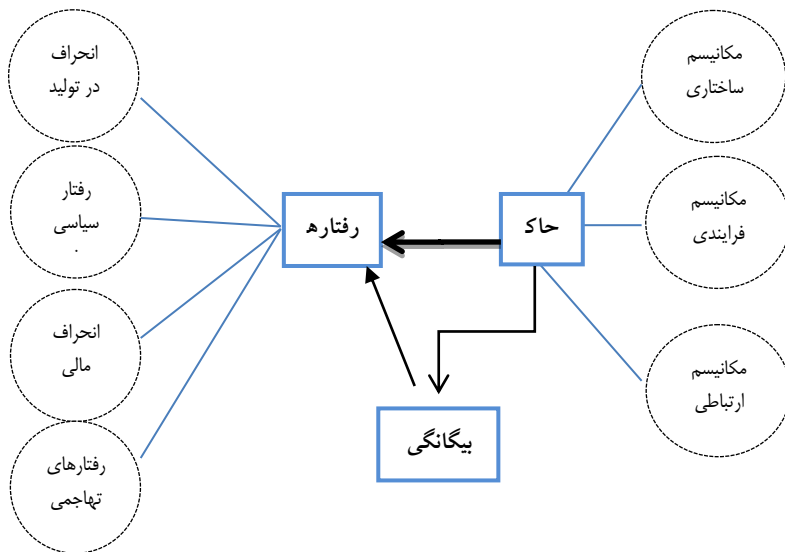 مکانیسم
ساختاری
مکانیسم
فرایندی
مکانیسم
ارتباطی
حاک
رفتاره
بیگانگی
انحراف
در تولید
رفتار
سیاسی
.
انحراف
مالی
رفتارهای
تهاجمی